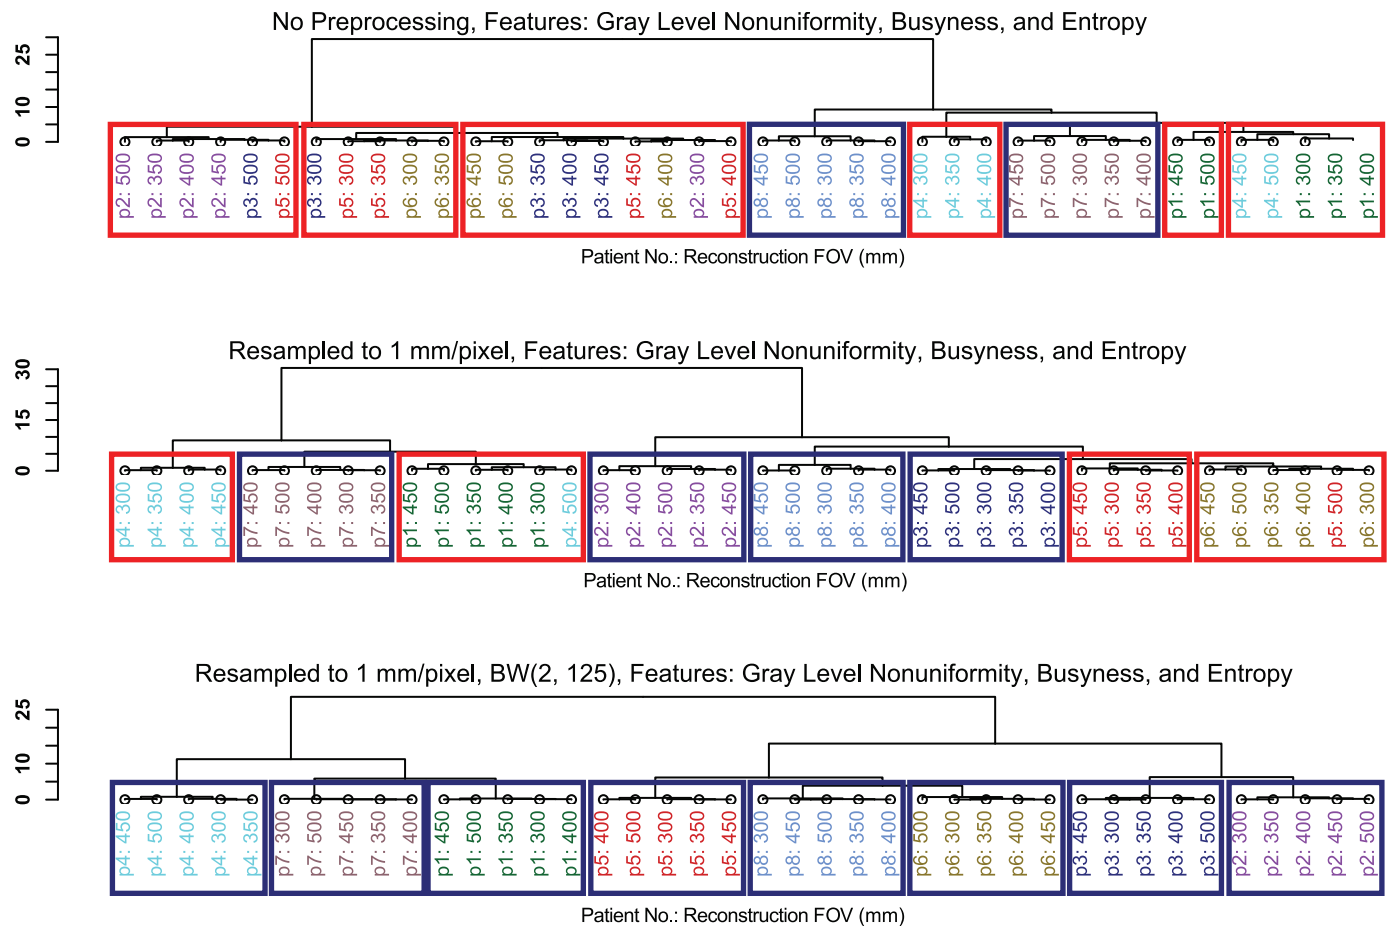 No Preprocessing, Features: Gray Level Nonuniformity, Busyness, and Entropy
25
10
0
p2: 500
p2: 350
p2: 400
p2: 450
p3: 500
p5: 500
p3: 300
p5: 300
p5: 350
p6: 300
p6: 350
p6: 450
p6: 500
p3: 350
p3: 400
p3: 450
p5: 450
p6: 400
p2: 300
p5: 400
p8: 450
p8: 500
p8: 300
p8: 350
p8: 400
p4: 300
p4: 350
p4: 400
p7: 450
p7: 500
p7: 300
p7: 350
p7: 400
p1: 450
p1: 500
p4: 450
p4: 500
p1: 300
p1: 350
p1: 400
Patient No.: Reconstruction FOV (mm)
Resampled to 1 mm/pixel, Features: Gray Level Nonuniformity, Busyness, and Entropy
30
15
0
p4: 300
p4: 350
p4: 400
p4: 450
p7: 450
p7: 500
p7: 400
p7: 300
p7: 350
p1: 450
p1: 500
p1: 350
p1: 400
p1: 300
p4: 500
p2: 300
p2: 400
p2: 500
p2: 350
p2: 450
p8: 450
p8: 500
p8: 300
p8: 350
p8: 400
p3: 450
p3: 500
p3: 300
p3: 350
p3: 400
p5: 450
p5: 300
p5: 350
p5: 400
p6: 450
p6: 500
p6: 350
p6: 400
p5: 500
p6: 300
Patient No.: Reconstruction FOV (mm)
Resampled to 1 mm/pixel, BW(2, 125), Features: Gray Level Nonuniformity, Busyness, and Entropy
25
10
0
p4: 450
p4: 500
p4: 400
p4: 300
p4: 350
p7: 300
p7: 500
p7: 450
p7: 350
p7: 400
p1: 450
p1: 500
p1: 350
p1: 300
p1: 400
p5: 400
p5: 500
p5: 300
p5: 350
p5: 450
p8: 300
p8: 450
p8: 500
p8: 350
p8: 400
p6: 500
p6: 300
p6: 350
p6: 400
p6: 450
p3: 450
p3: 300
p3: 350
p3: 400
p3: 500
p2: 300
p2: 350
p2: 400
p2: 450
p2: 500
Patient No.: Reconstruction FOV (mm)